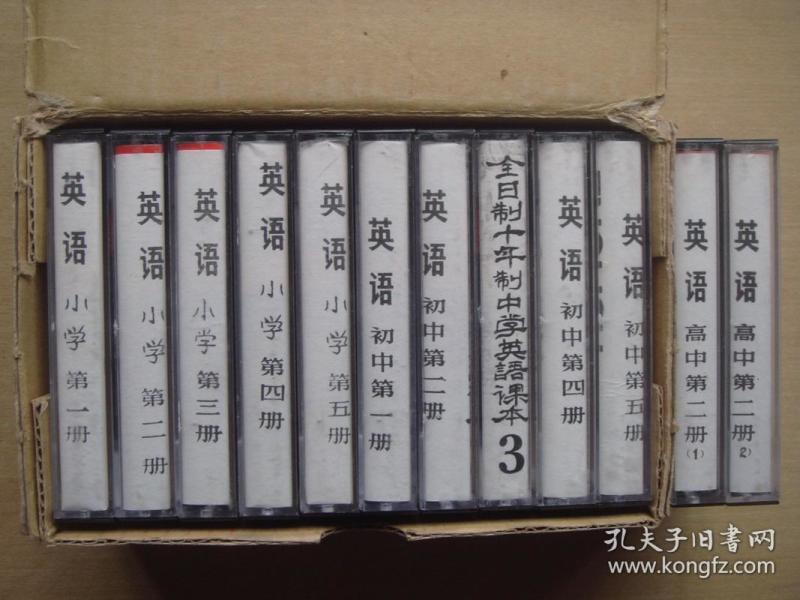 英语 小学 第一册
英语 小学 第二册
英语 小学 第三册
英语 小学 第四册
英语 小学 第五册
英语 初中第一册
英语 初中第二册
全日制十年制中学英語课本 3
英语 初中第四册
英语 初中第五册
英语 高中第二册 (1)
英语 高中第二册 2)
孔夫子旧书网
www.kongfz.com